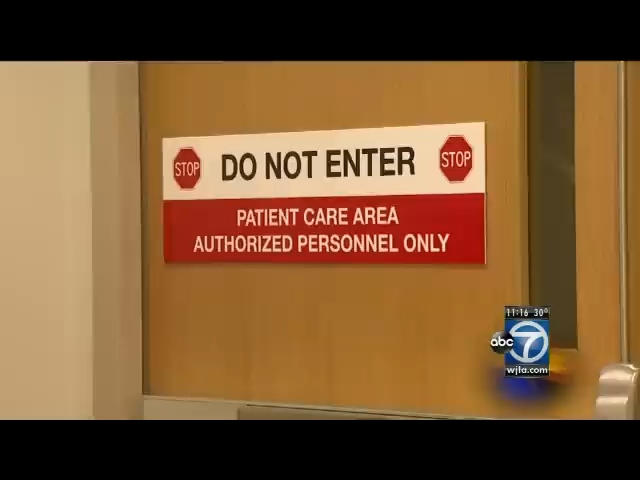 STOP DO NOT ENTER STOP
PATIENT CARE AREA
AUTHORIZED PERSONNEL ONLY
11:16 30°
abc 7
wjla.com